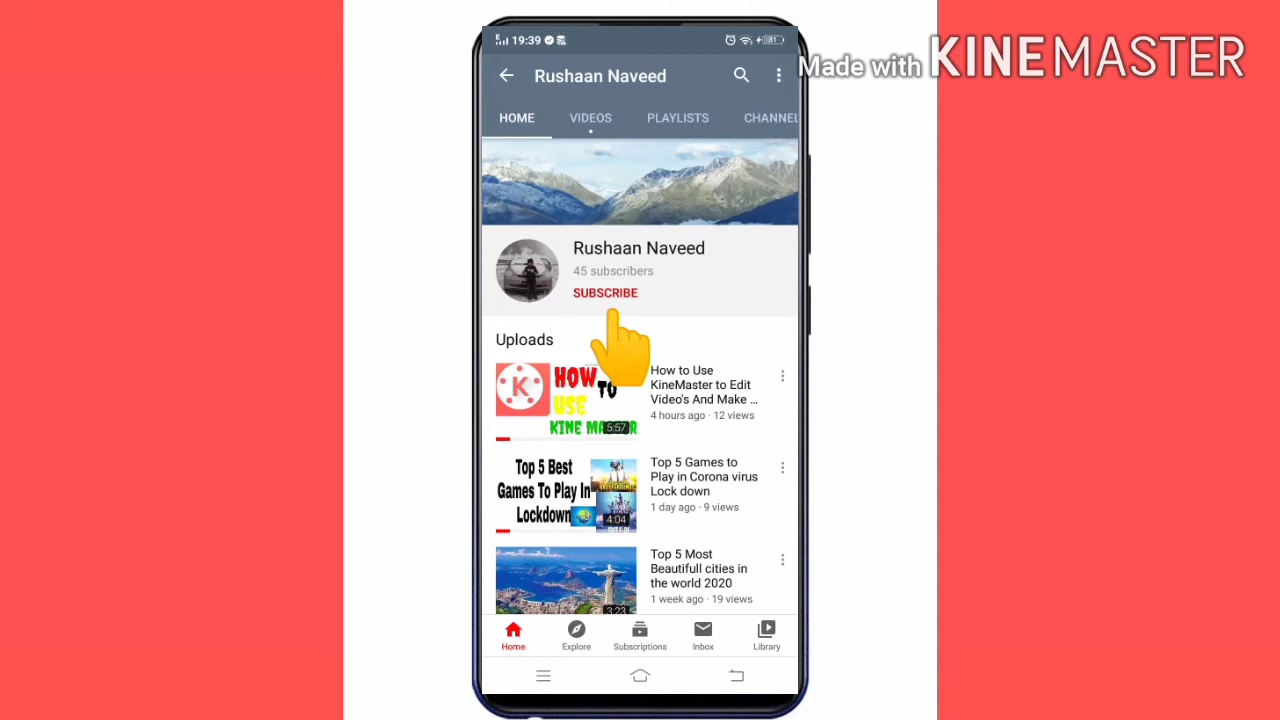 19:39
31
Made with KINEMASTER
Rushaan Naveed
HOME VIDEOS PLAYLISTS CHANNEL
Rushaan Naveed
45 subscribers
SUBSCRIBE
Uploads
K
HOW
TO
USE
KINE MASTER
5:57
How to Use
KineMaster to Edit
Video's And Make ...
4 hours ago · 12 views
Top 5 Best
Games To Play In
Lockdown
4:04
Top 5 Games to
Play in Corona virus
Lock down
1 day ago · 9 views
3:23
Top 5 Most
Beautifull cities in
the world 2020
1 week ago · 19 views
Home Explore Subscriptions Inbox Library